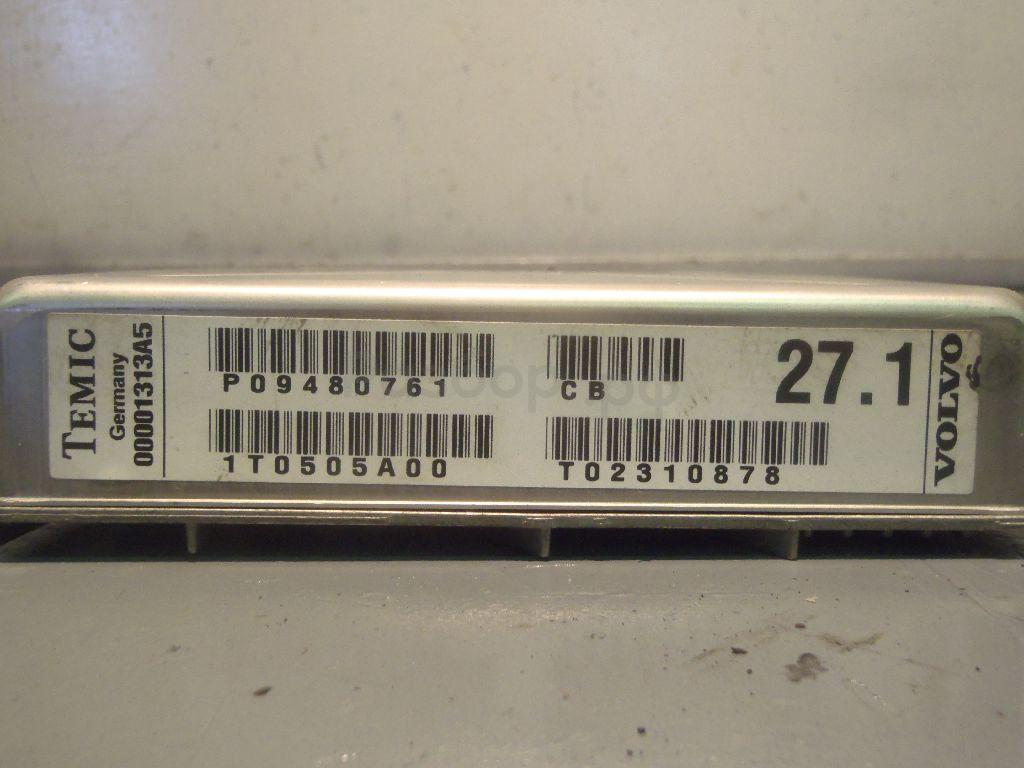 TEMIC
Germany
00001313A5
P09480761
CB
27.1
1T0505A00
T02310878
VOLVO